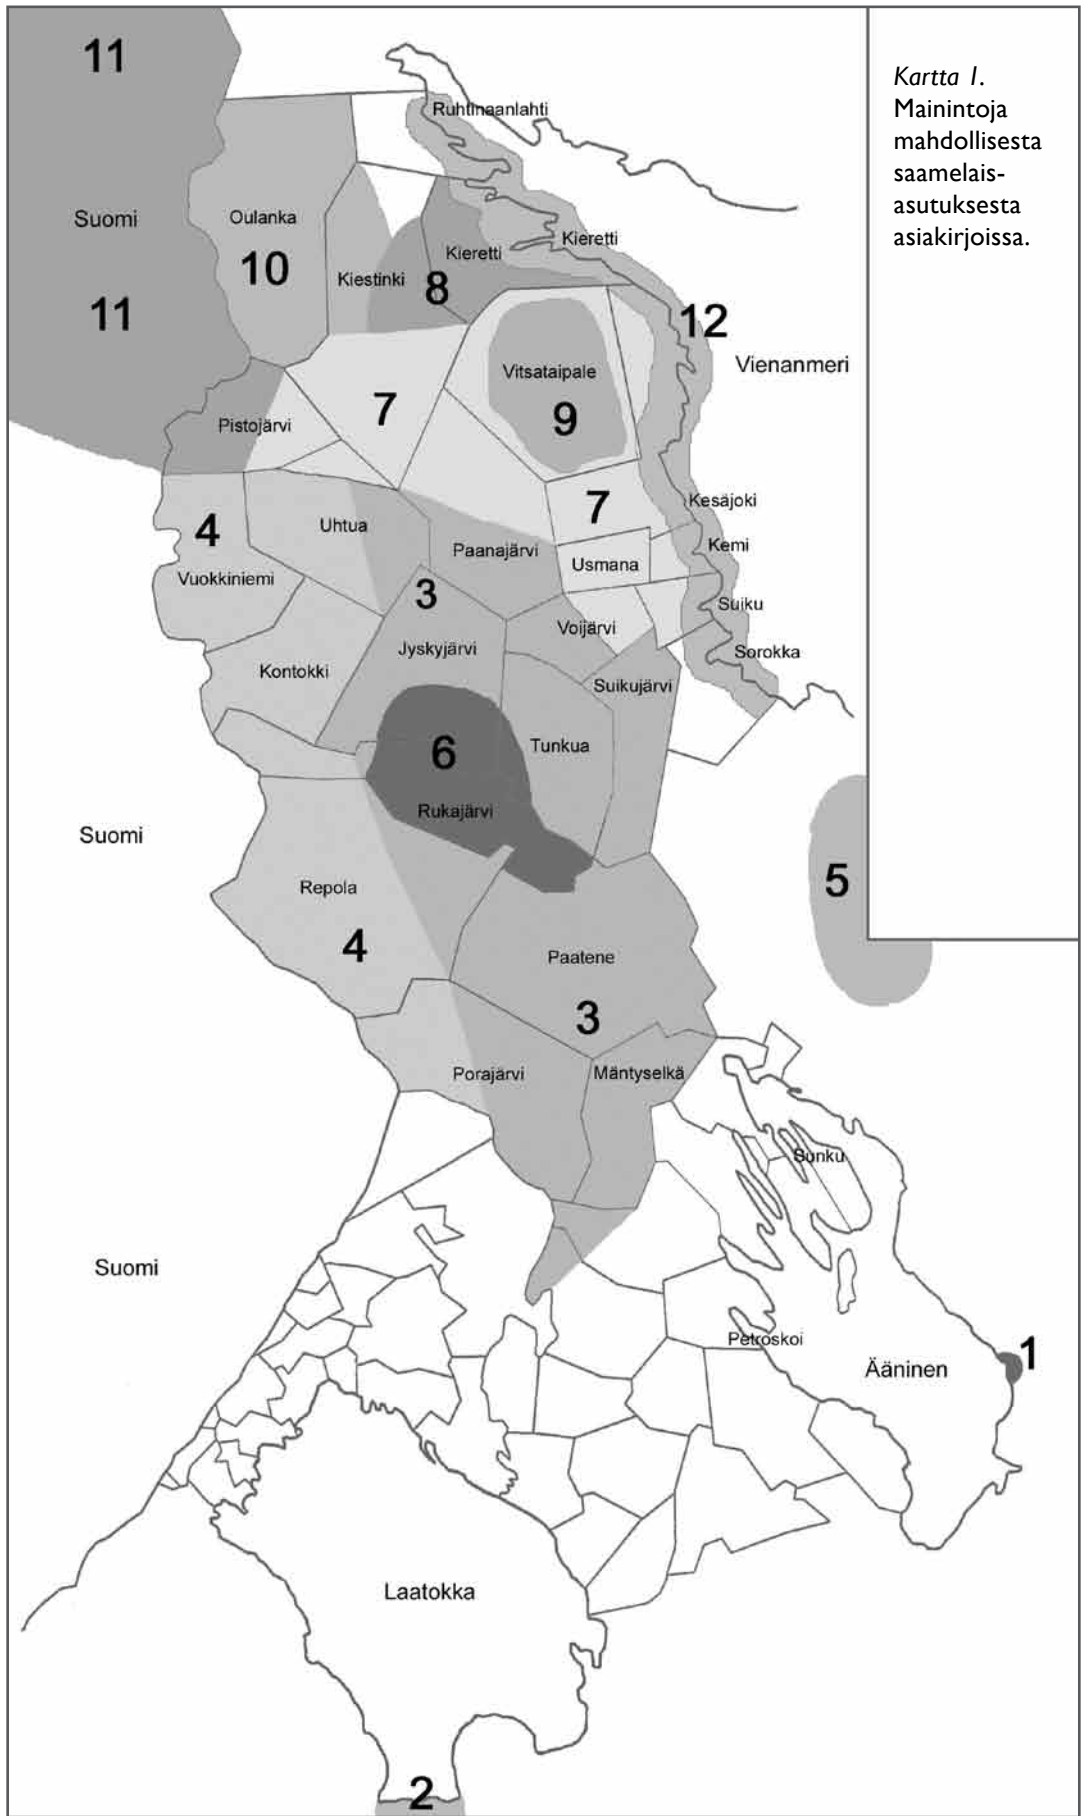 11
Kartta 1.
Mainintoja
mahdollisesta
saamelais-
asutuksesta
asiakirjoissa.
Ruhtinaanlahti
Suomi
Oulanka
Kieretti
Kieretti
10
Kiestinki
8
11
12
Vienanmeri
Vitsataipale
7
9
Pistojärvi
Kesäjoki
7
4
Uhtua
Paanajärvi
Kemi
Usmana
Vuokkiniemi
3
Suiku
Voijärvi
Jyskyjärvi
Sorokka
Kontokki
Suikujärvi
6
Tunkua
Rukajärvi
Suomi
5
Repola
4
Paatene
3
Porajärvi
Mäntyselkä
Sunku
Suomi
Petroskoi
1
Ääninen
Laatokka
2